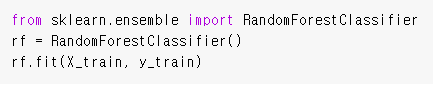 from sklearn.ensemble import RandomForestClassifier
rf = RandomForestClassifier()
rf.fit(X_train, y_train)